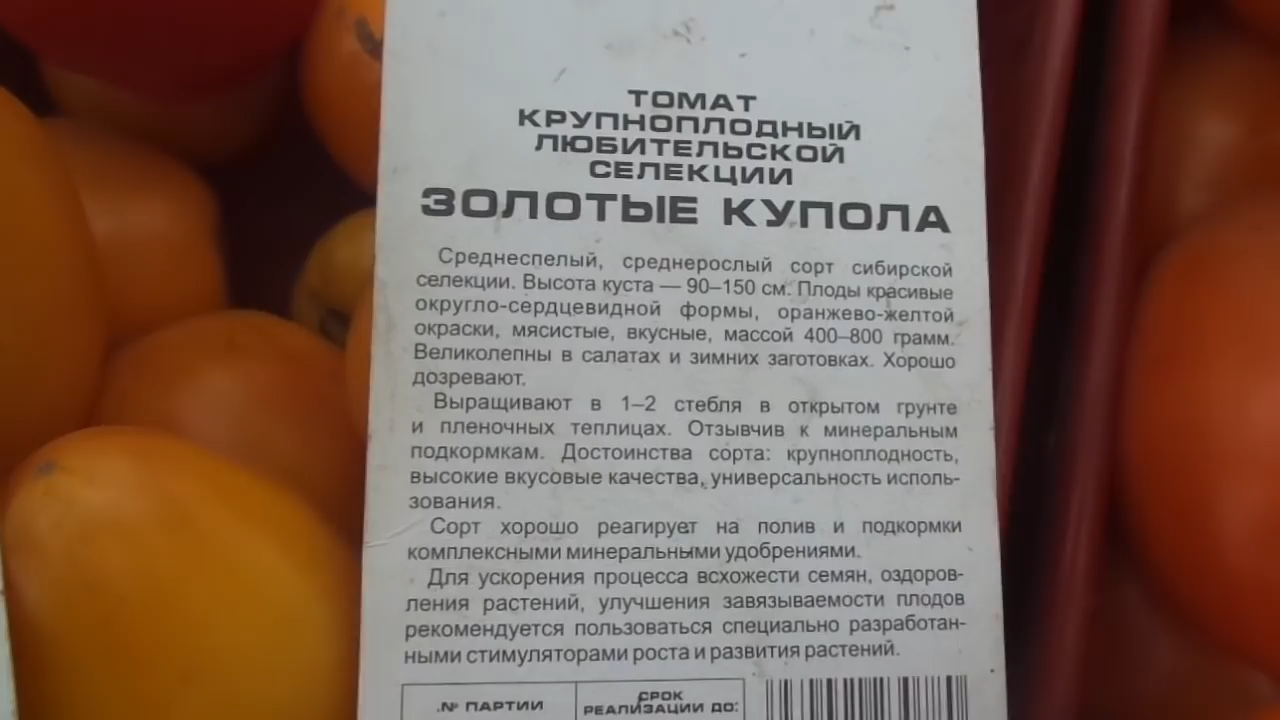 ТОМАТ
КРУПНОПЛОДНЫЙ
ЛЮБИТЕЛЬСКОЙ
СЕЛЕКЦИИ
ЗОЛОТЫЕ КУПОЛА
Среднеспелый, среднерослый сорт сибирской
селекции. Высота куста — 90–150 см. Плоды красивые
округло-сердцевидной формы, оранжево-желтой
окраски, мясистые, вкусные, массой 400–800 грамм.
Великолепны в салатах и зимних заготовках. Хорошо
дозревают.
Выращивают в 1–2 стебля в открытом грунте
и пленочных теплицах. Отзывчив к минеральным
подкормкам. Достоинства сорта: крупноплодность,
высокие вкусовые качества, универсальность исполь-
зования.
Сорт хорошо реагирует на полив и подкормки
комплексными минеральными удобрениями.
Для ускорения процесса всхожести семян, оздоров-
ления растений, улучшения завязываемости плодов
рекомендуется пользоваться специально разработан-
ными стимуляторами роста и развития растений.
№ ПАРТИИ
СРОК
РЕАЛИЗАЦИИ ДО: